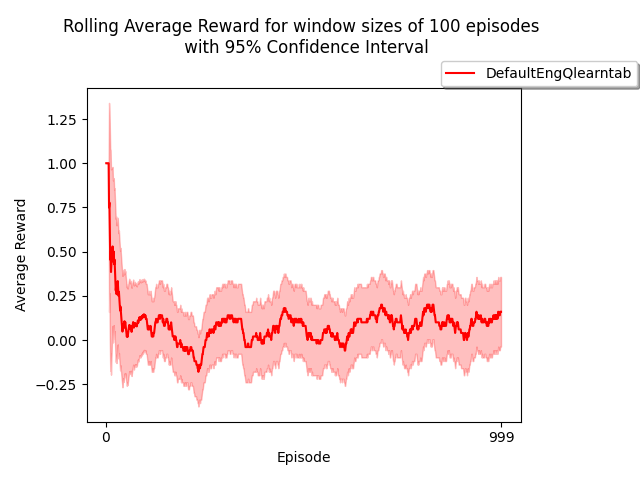 Rolling Average Reward for window sizes of 100 episodes
with 95% Confidence Interval
DefaultEngQlearntab
Average Reward
1.25
1.00
0.75
0.50
0.25
0.00
−0.25
0
999
Episode